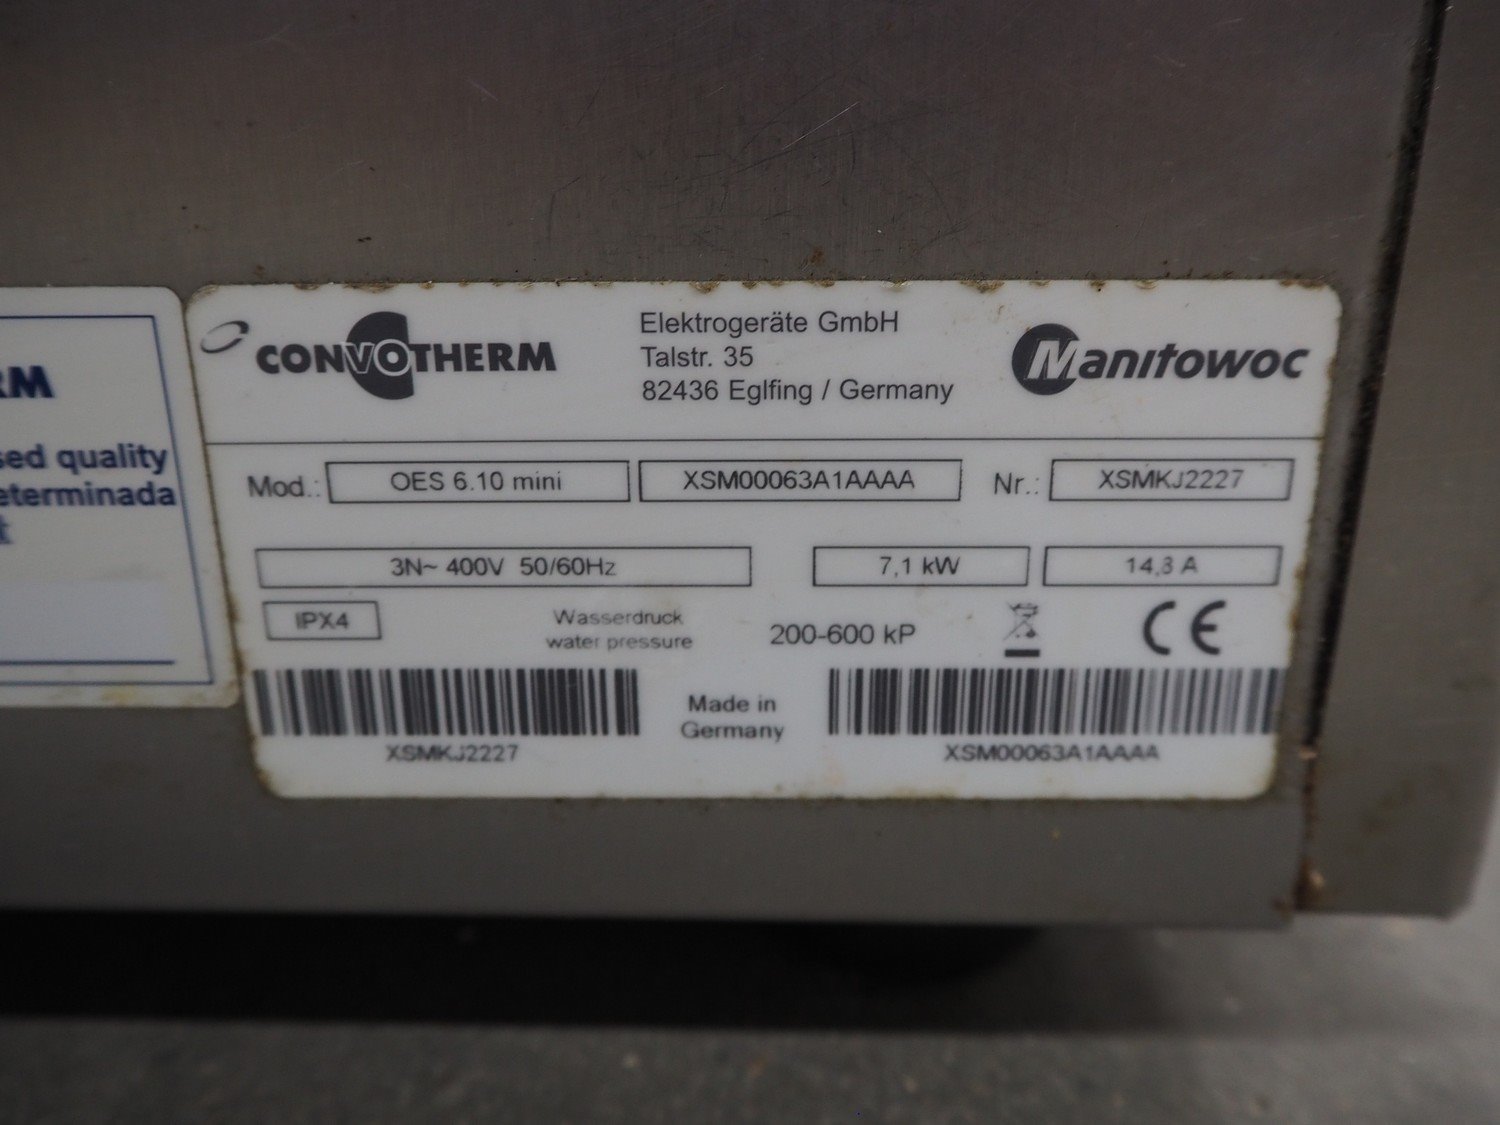 CONVOTHERM
Elektrogeräte GmbH
Talstr. 35
82436 Eglfing / Germany
Manitowoc
RM
sed quality
eterminada
t
Mod.: OES 6.10 mini XSM00063A1AAAA Nr.: XSMKJ2227
3N~ 400V 50/60Hz 7,1 kW 14,3 A
IPX4 Wasserdruck
water pressure 200-600 kP CE
Made in
Germany
XSMKJ2227 XSM00063A1AAAA